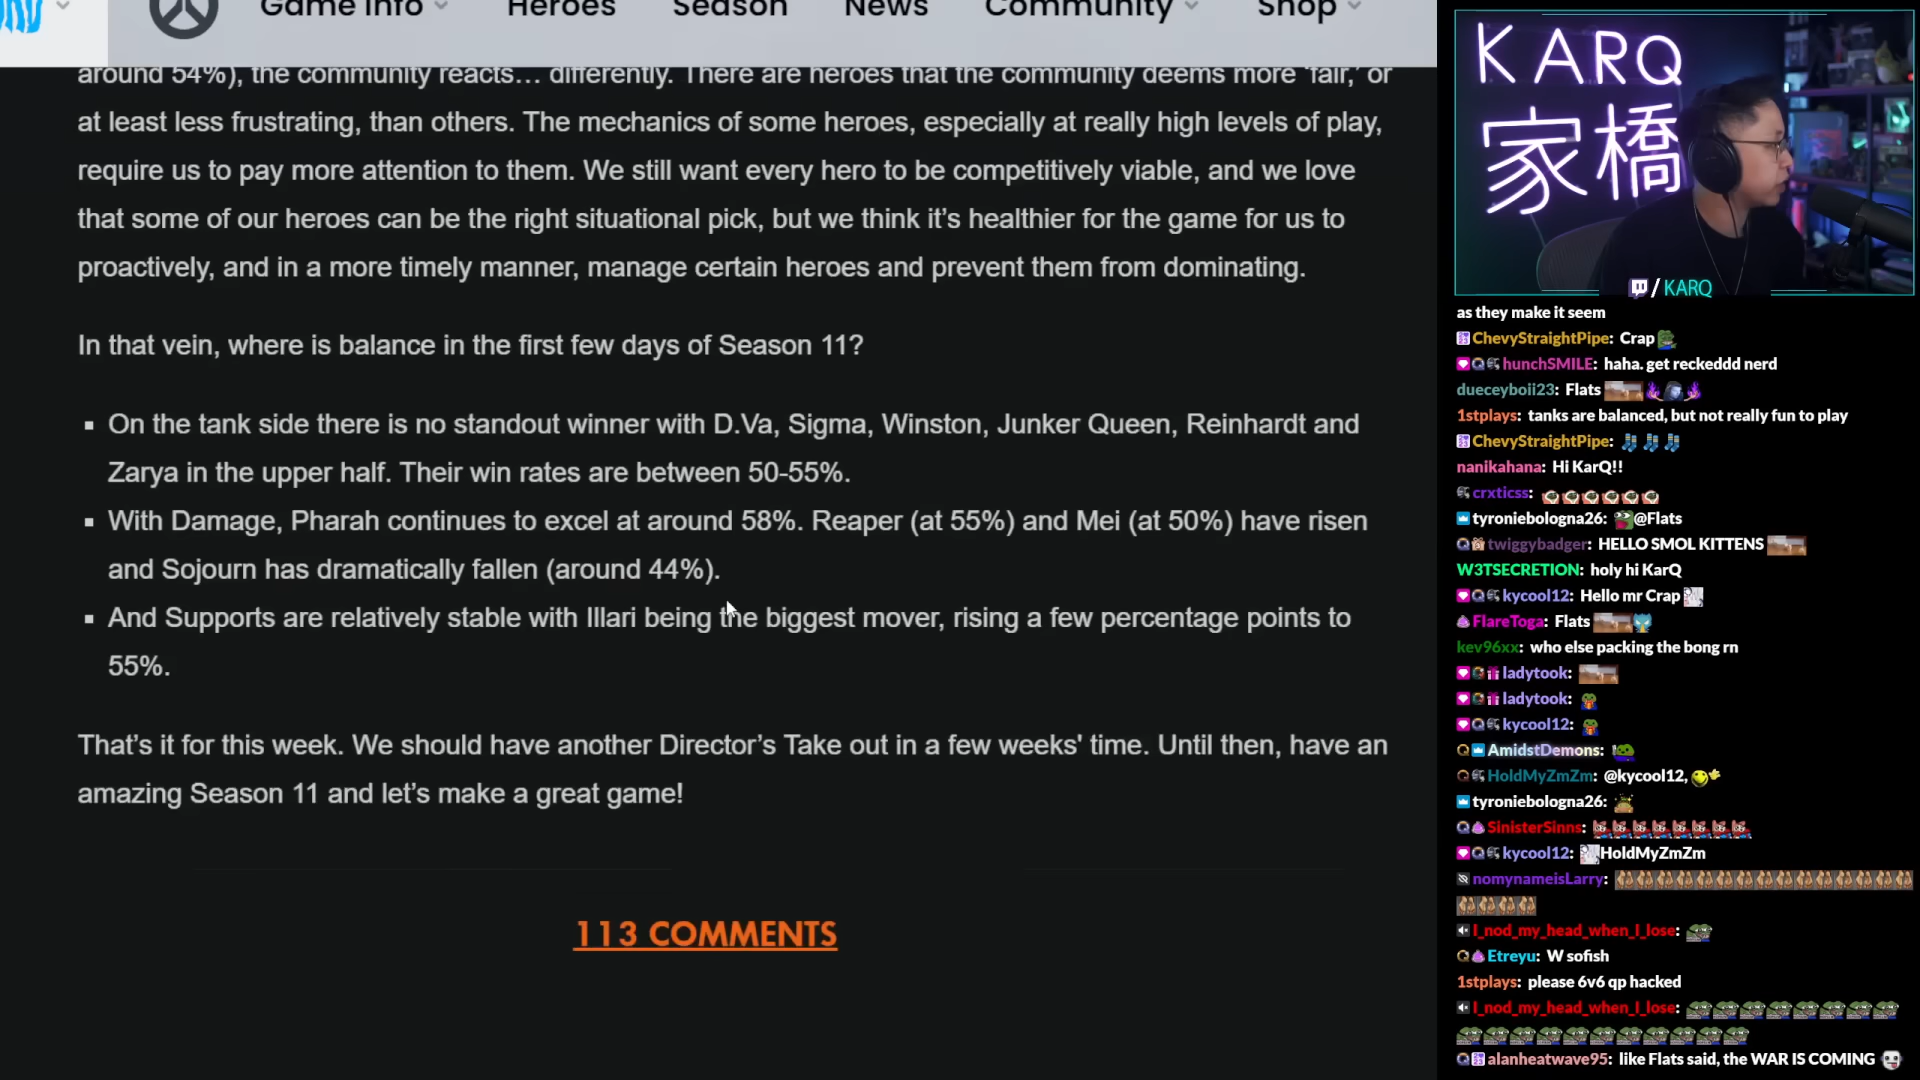 Game Info
Heroes
Season
News
Community
Shop
around 54%), the community reacts… differently. There are heroes that the community deems more ‘fair,’ or
at least less frustrating, than others. The mechanics of some heroes, especially at really high levels of play,
require us to pay more attention to them. We still want every hero to be competitively viable, and we love
that some of our heroes can be the right situational pick, but we think it’s healthier for the game for us to
proactively, and in a more timely manner, manage certain heroes and prevent them from dominating.
In that vein, where is balance in the first few days of Season 11?
On the tank side there is no standout winner with D.Va, Sigma, Winston, Junker Queen, Reinhardt and
Zarya in the upper half. Their win rates are between 50-55%.
With Damage, Pharah continues to excel at around 58%. Reaper (at 55%) and Mei (at 50%) have risen
and Sojourn has dramatically fallen (around 44%).
And Supports are relatively stable with Illari being the biggest mover, rising a few percentage points to
55%.
That’s it for this week. We should have another Director’s Take out in a few weeks' time. Until then, have an
amazing Season 11 and let’s make a great game!
113 COMMENTS
KARQ
家橋
/ KARQ
as they make it seem
ChevyStraightPipe: Crap
hunchSMILE: haha. get reckeddd nerd
dueceyboii23: Flats
1stplays: tanks are balanced, but not really fun to play
ChevyStraightPipe:
nanikahana: Hi KarQ!!
crxticss:
tyroniebologna26: @Flats
twiggybadger: HELLO SMOL KITTENS
W3TSECRETION: holy hi KarQ
kycool12: Hello mr Crap
FlareToga: Flats
kev96xx: who else packing the bong rn
ladytook:
ladytook:
kycool12:
AmidstDemons:
HoldMyZmZm: @kycool12,
tyroniebologna26:
SinisterSinns:
kycool12: HoldMyZmZm
nomynameisLarry:
I_nod_my_head_when_I_lose:
Etreyu: W sofish
1stplays: please 6v6 qp hacked
I_nod_my_head_when_I_lose:
alanheatwave95: like Flats said, the WAR IS COMING